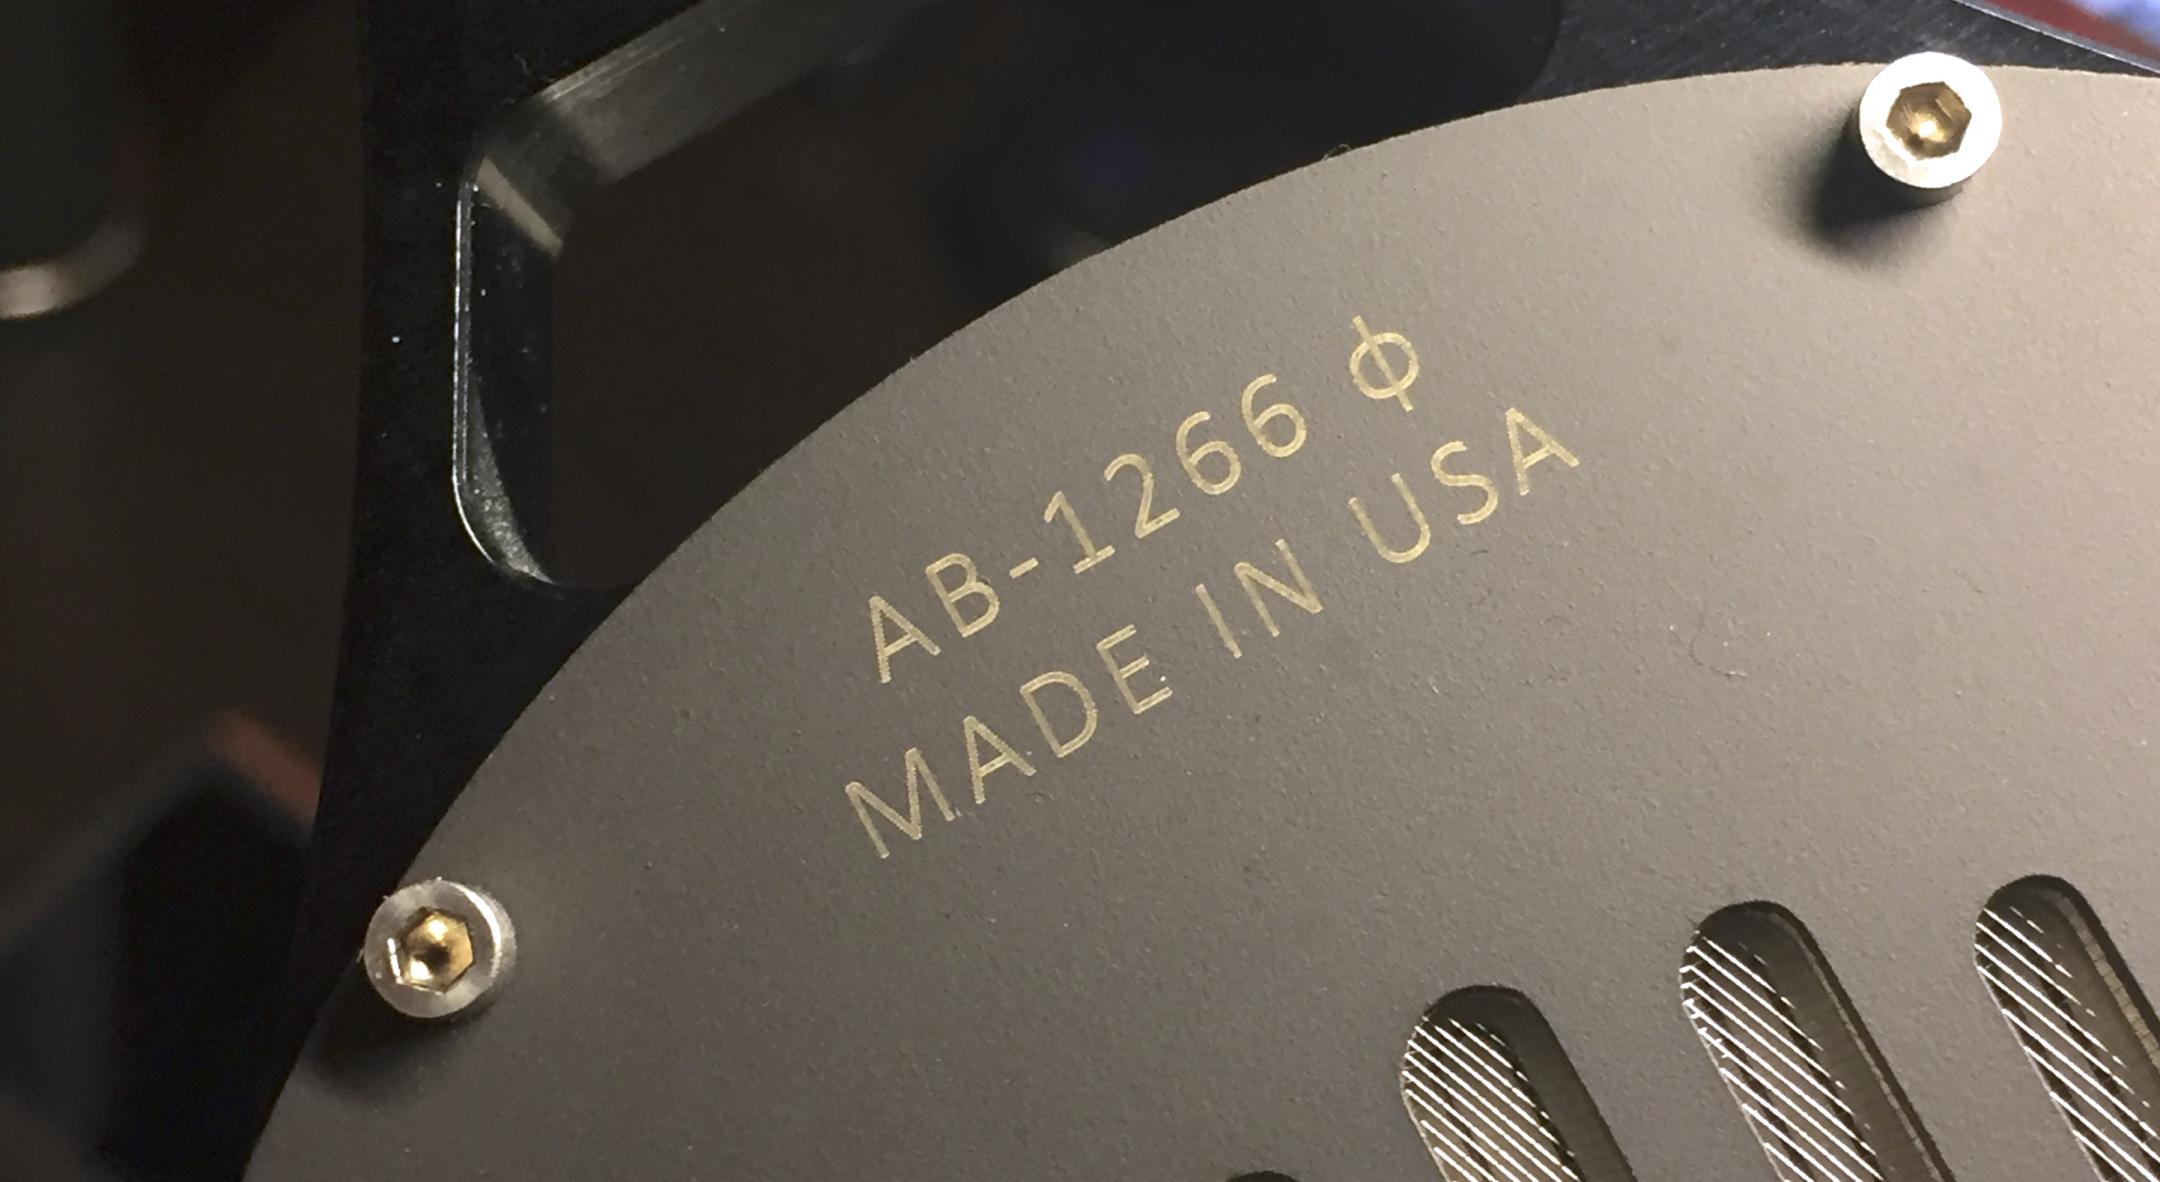 AB-1266 ϕ
MADE IN USA